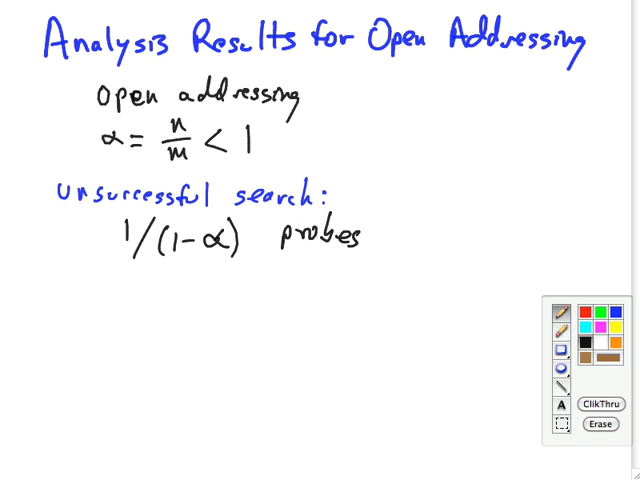 Analysis Results for Open Addressing
open addressing
α = n/m < 1
unsuccessful search:
1/(1-α) probes
A
ClikThru
Erase